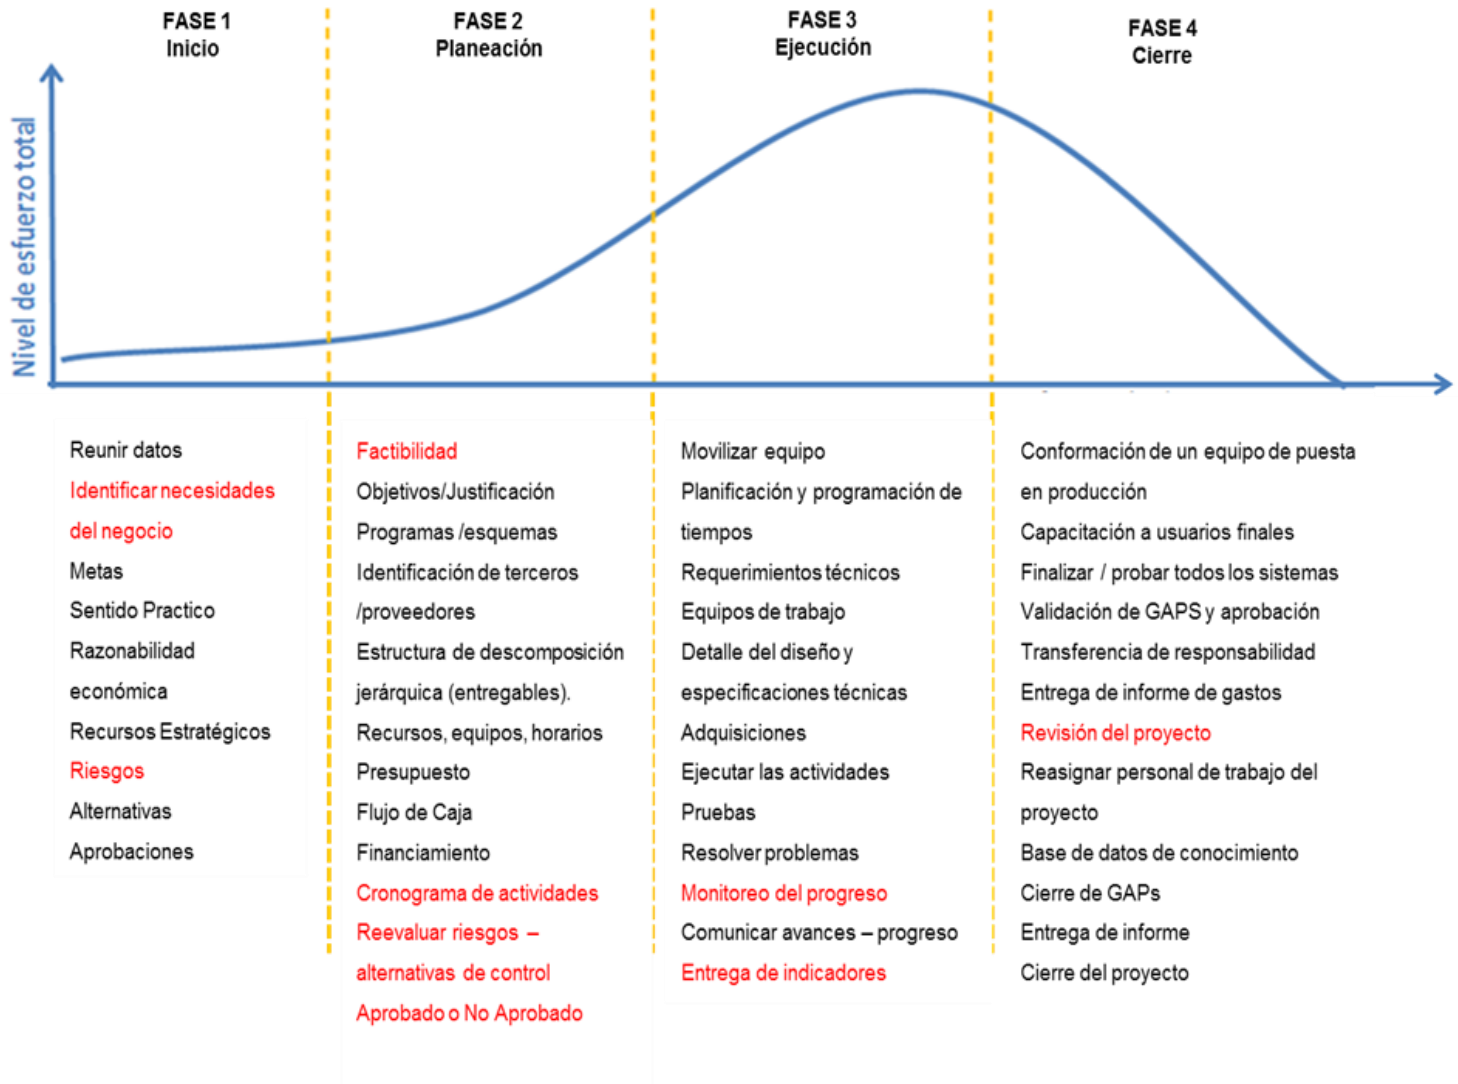 FASE 1
Inicio
FASE 2
Planeación
FASE 3
Ejecución
FASE 4
Cierre
Nivel de esfuerzo total
Reunir datos
Identificar necesidades
del negocio
Metas
Sentido Practico
Razonabilidad
económica
Recursos Estratégicos
Riesgos
Alternativas
Aprobaciones
Factibilidad
Objetivos/Justificación
Programas /esquemas
Identificación de terceros
/proveedores
Estructura de descomposición
jerárquica (entregables).
Recursos, equipos, horarios
Presupuesto
Flujo de Caja
Financiamiento
Cronograma de actividades
Reevaluar riesgos –
alternativas de control
Aprobado o No Aprobado
Movilizar equipo
Planificación y programación de
tiempos
Requerimientos técnicos
Equipos de trabajo
Detalle del diseño y
especificaciones técnicas
Adquisiciones
Ejecutar las actividades
Pruebas
Resolver problemas
Monitoreo del progreso
Comunicar avances – progreso
Entrega de indicadores
Conformación de un equipo de puesta
en producción
Capacitación a usuarios finales
Finalizar / probar todos los sistemas
Validación de GAPS y aprobación
Transferencia de responsabilidad
Entrega de informe de gastos
Revisión del proyecto
Reasignar personal de trabajo del
proyecto
Base de datos de conocimiento
Cierre de GAPs
Entrega de informe
Cierre del proyecto